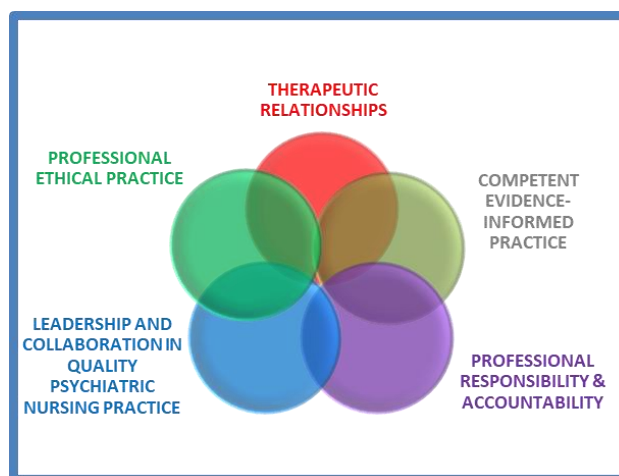 THERAPEUTIC
RELATIONSHIPS
PROFESSIONAL
ETHICAL PRACTICE
COMPETENT
EVIDENCE-
INFORMED
PRACTICE
LEADERSHIP AND
COLLABORATION IN
QUALITY
PSYCHIATRIC
NURSING PRACTICE
PROFESSIONAL
RESPONSIBILITY &
ACCOUNTABILITY